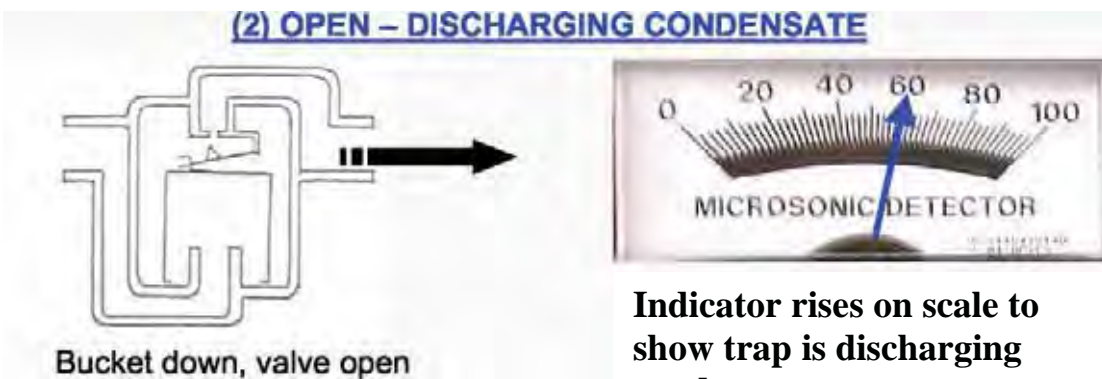 (2) OPEN – DISCHARGING CONDENSATE
0 20 40 60 80 100
MICROSONIC DETECTOR
Bucket down, valve open
Indicator rises on scale to
show trap is discharging